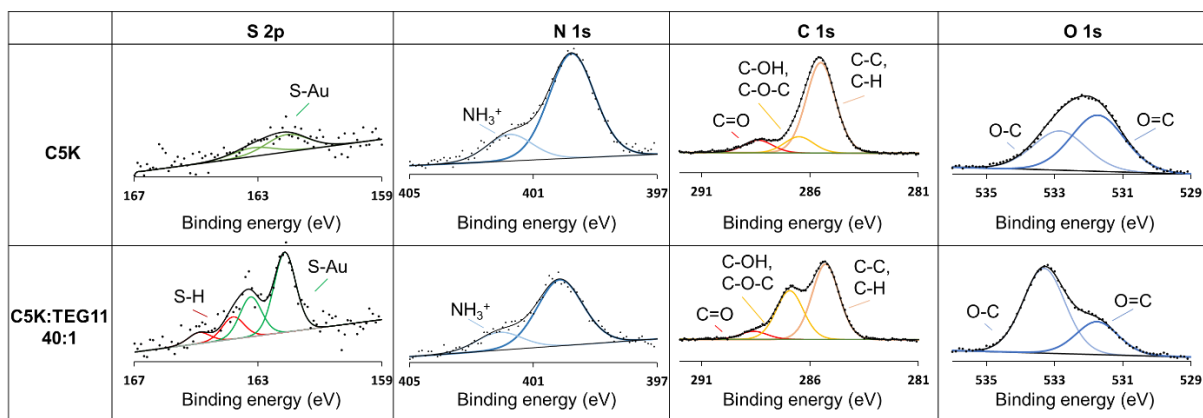 S 2p N 1s C 1s O 1s
C5K
S-Au
167 163 159
Binding energy (eV)
NH₃⁺
405 401 397
Binding energy (eV)
C-OH,
C-O-C
C=O
C-C,
C-H
291 286 281
Binding energy (eV)
O-C
O=C
535 533 531 529
Binding energy (eV)
C5K:TEG11
40:1
S-H
S-Au
167 163 159
Binding energy (eV)
NH₃⁺
405 401 397
Binding energy (eV)
C-OH,
C-O-C
C=O
C-C,
C-H
291 286 281
Binding energy (eV)
O-C
O=C
535 533 531 529
Binding energy (eV)